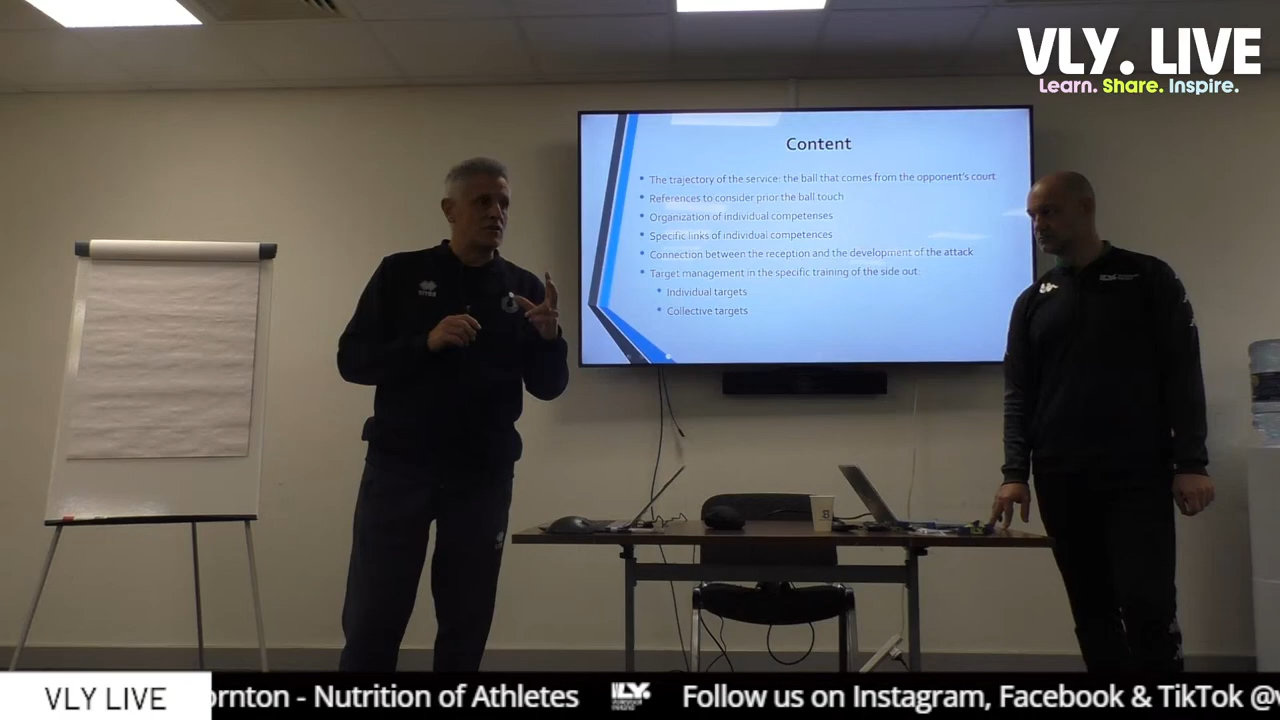 VLY. LIVE
Learn. Share. Inspire.
Content
The trajectory of the service: the ball that comes from the opponent's court
References to consider prior the ball touch
Organization of individual competenses
Specific links of individual competences
Connection between the reception and the development of the attack
Target management in the specific training of the side out:
Individual targets
Collective targets
VLY LIVE
ornton - Nutrition of Athletes
VLY.
Follow us on Instagram, Facebook & TikTok @v